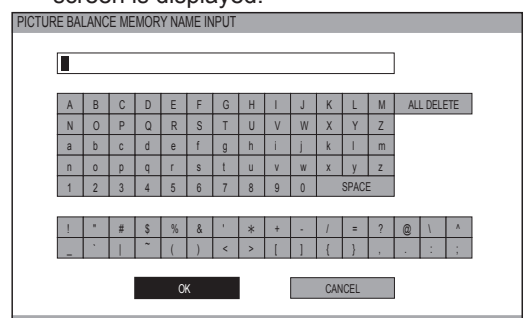 screen is displayed.
PICTURE BALANCE MEMORY NAME INPUT
A B C D E F G H I J K L M ALL DELETE
N O P Q R S T U V W X Y Z
a b c d e f g h i j k l m
n o p q r s t u v w x y z
1 2 3 4 5 6 7 8 9 0 SPACE
! " # $ % & ' * + - / = ? @ \ ^
_ ` | ~ ( ) < > [ ] { } , . : ;
OK CANCEL